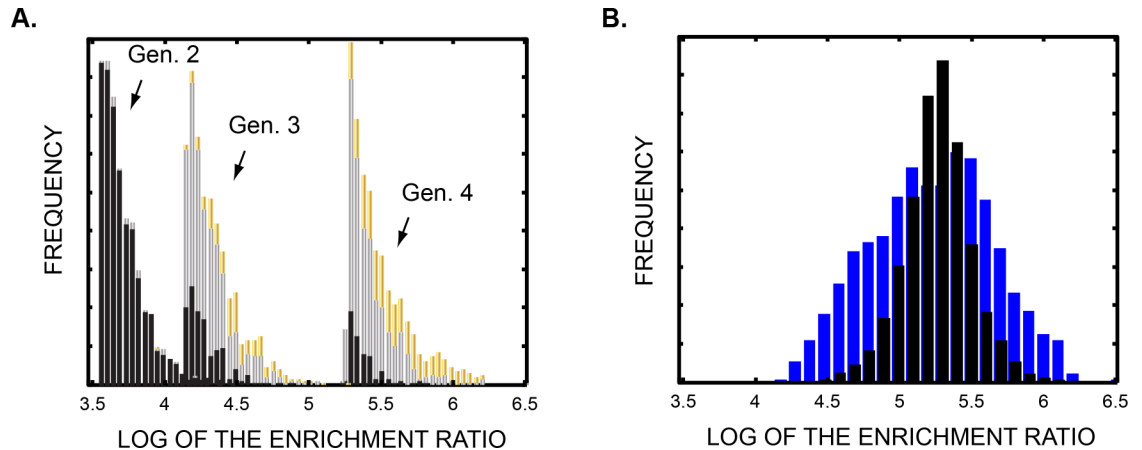 A.
Gen. 2
Gen. 3
Gen. 4
FREQUENCY
3.5 4 4.5 5 5.5 6 6.5
LOG OF THE ENRICHMENT RATIO
B.
FREQUENCY
3.5 4 4.5 5 5.5 6 6.5
LOG OF THE ENRICHMENT RATIO